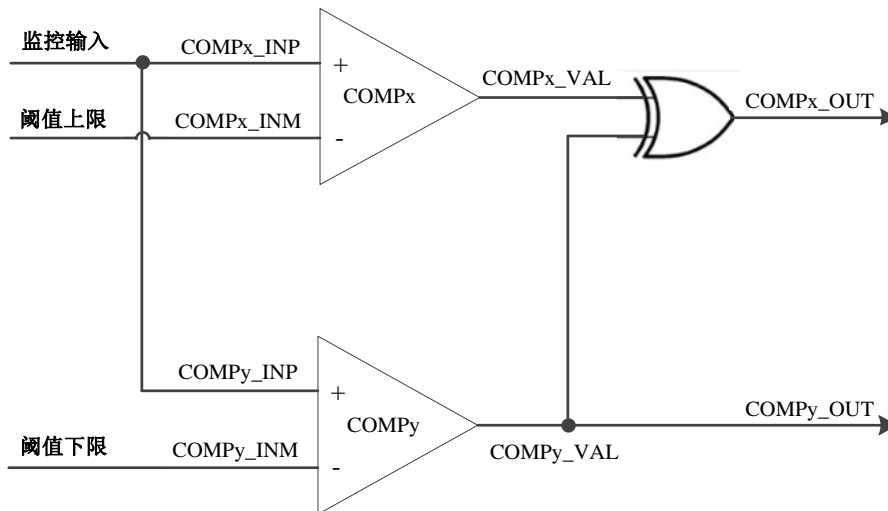 监控输入
COMPx_INP
COMPx_VAL
COMPx_OUT
+
COMPx
阈值上限
COMPx_INM
-
COMPy_INP
+
COMPy
COMPy_OUT
阈值下限
COMPy_INM
-
COMPy_VAL